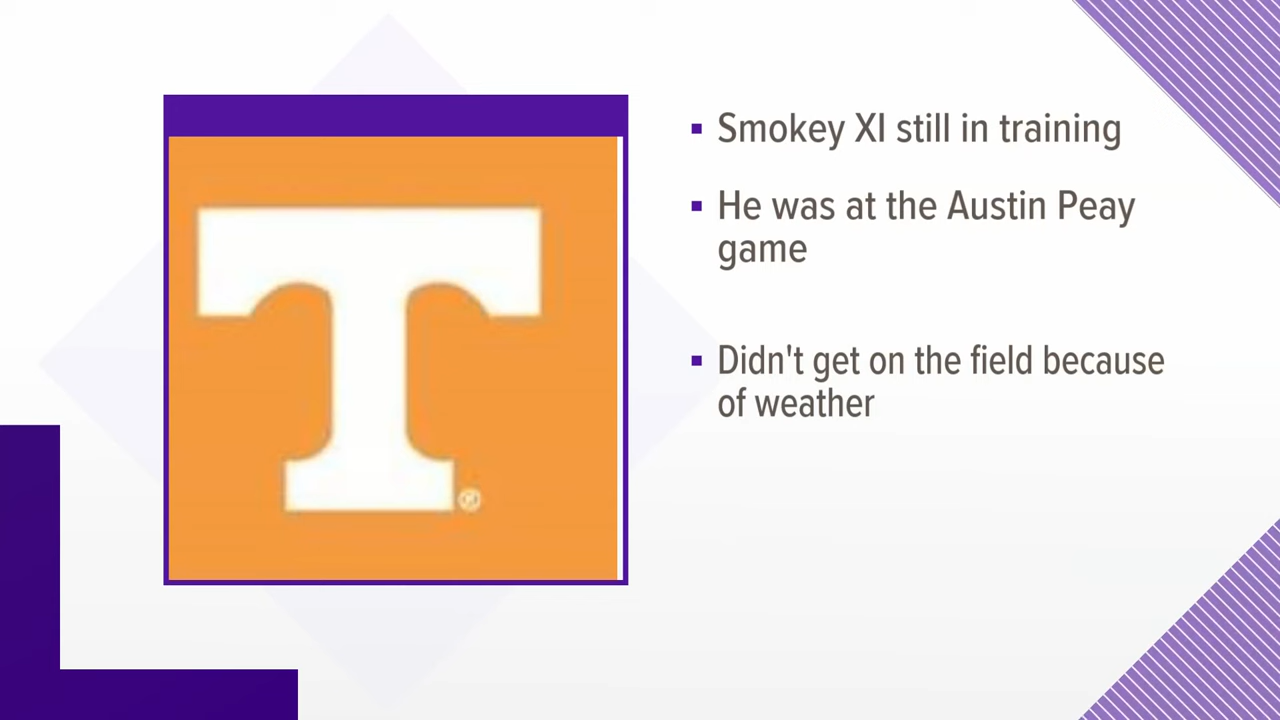 Smokey XI still in training
He was at the Austin Peay
game
Didn't get on the field because
of weather
T
®